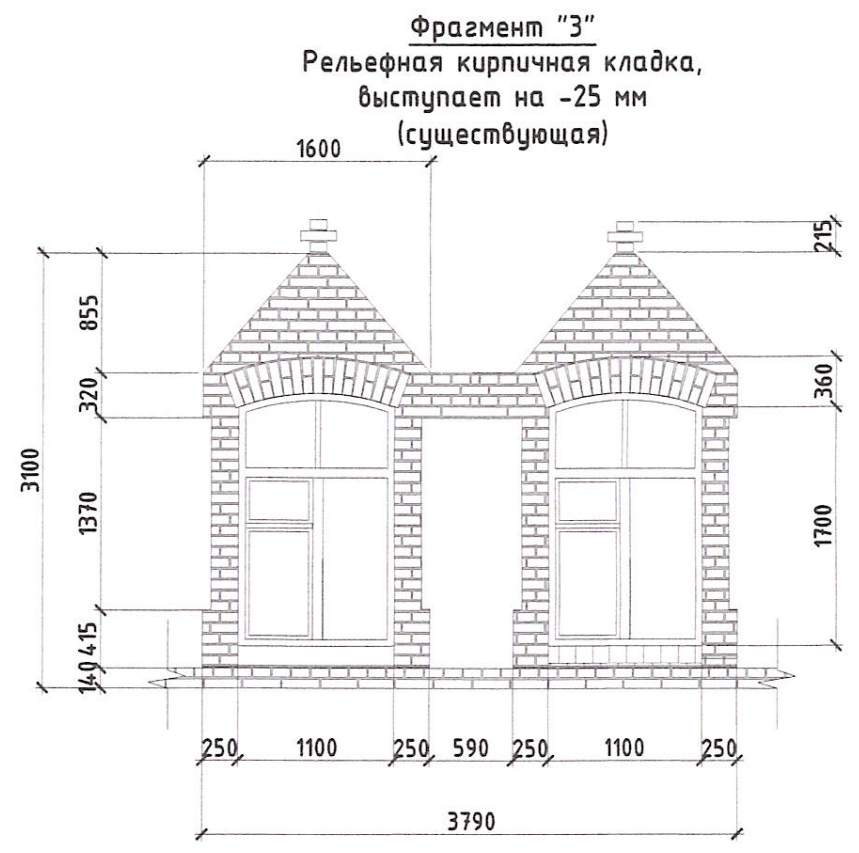 Фрагмент "3"
Рельефная кирпичная кладка,
выступает на -25 мм
(существующая)
1600
215
855
320
360
3100
1370
1700
415
140
250 1100 250 590 250 1100 250
3790